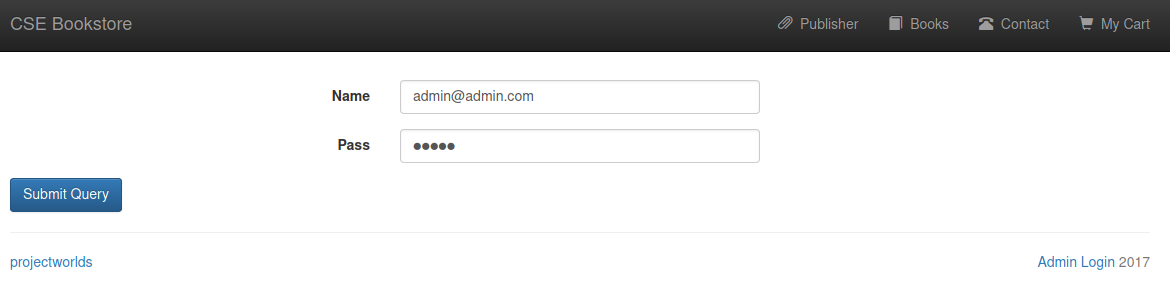 CSE Bookstore Publisher Books Contact My Cart
Name admin@admin.com
Pass •••••
Submit Query
projectworlds Admin Login 2017